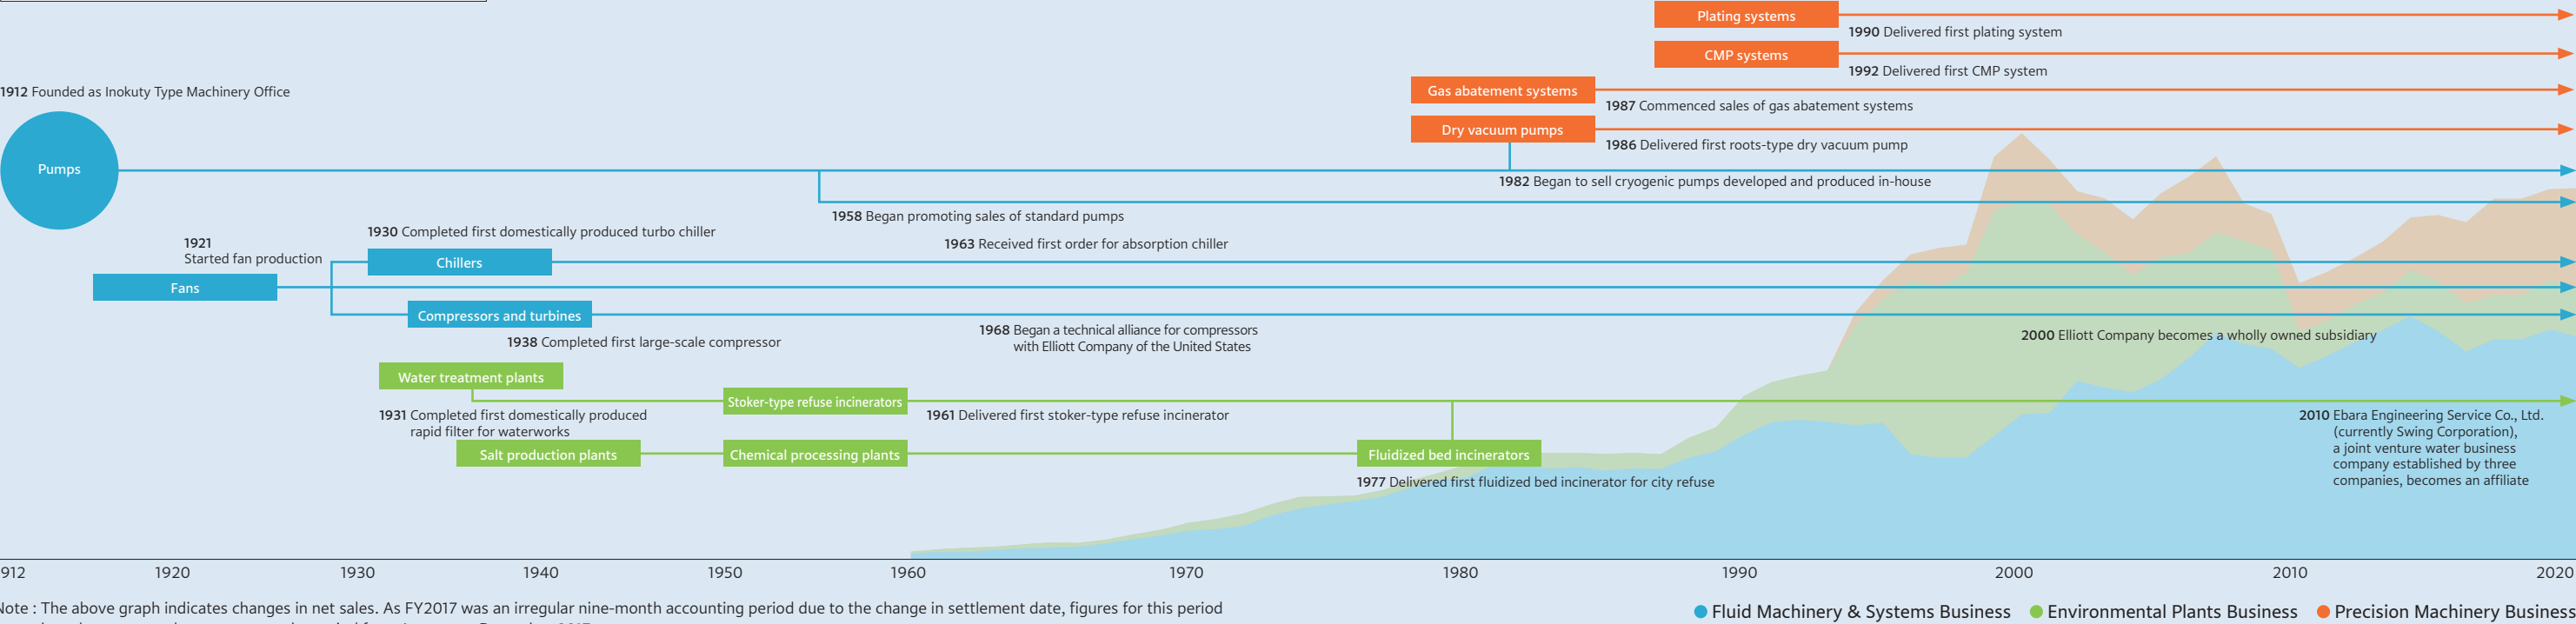 Plating systems
1990 Delivered first plating system
CMP systems
1992 Delivered first CMP system
Gas abatement systems
1987 Commenced sales of gas abatement systems
Dry vacuum pumps
1986 Delivered first roots-type dry vacuum pump
1912 Founded as Inokuty Type Machinery Office
Pumps
1982 Began to sell cryogenic pumps developed and produced in-house
1958 Began promoting sales of standard pumps
1921
Started fan production
Fans
1930 Completed first domestically produced turbo chiller
Chillers
1963 Received first order for absorption chiller
Compressors and turbines
1938 Completed first large-scale compressor
1968 Began a technical alliance for compressors
with Elliott Company of the United States
2000 Elliott Company becomes a wholly owned subsidiary
Water treatment plants
1931 Completed first domestically produced
rapid filter for waterworks
Stoker-type refuse incinerators
1961 Delivered first stoker-type refuse incinerator
Salt production plants
Chemical processing plants
Fluidized bed incinerators
1977 Delivered first fluidized bed incinerator for city refuse
2010 Ebara Engineering Service Co., Ltd.
(currently Swing Corporation),
a joint venture water business
company established by three
companies, becomes an affiliate
912 1920 1930 1940 1950 1960 1970 1980 1990 2000 2010 2020
Note : The above graph indicates changes in net sales. As FY2017 was an irregular nine-month accounting period due to the change in settlement date, figures for this period
Fluid Machinery & Systems Business Environmental Plants Business Precision Machinery Business